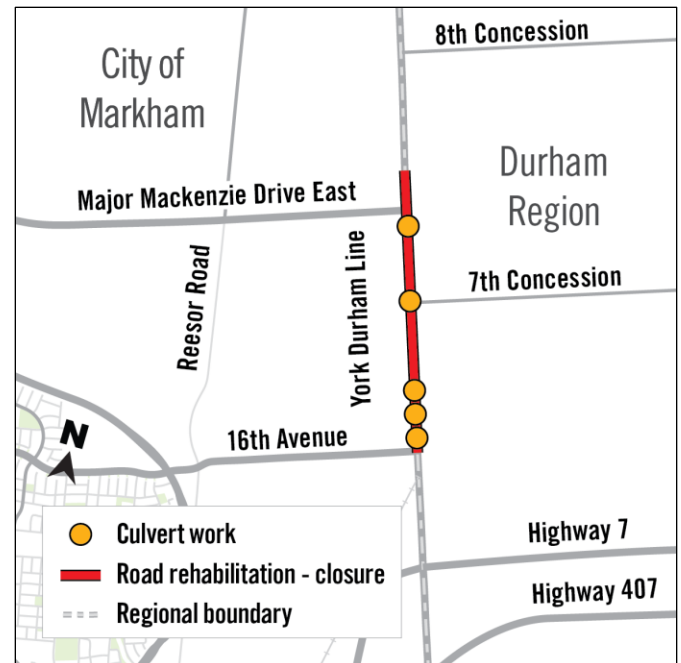 8th Concession
City of
Markham
Durham
Region
Major Mackenzie Drive East
7th Concession
Reesor Road
York Durham Line
N
16th Avenue
Culvert work
Highway 7
Road rehabilitation - closure
Highway 407
Regional boundary